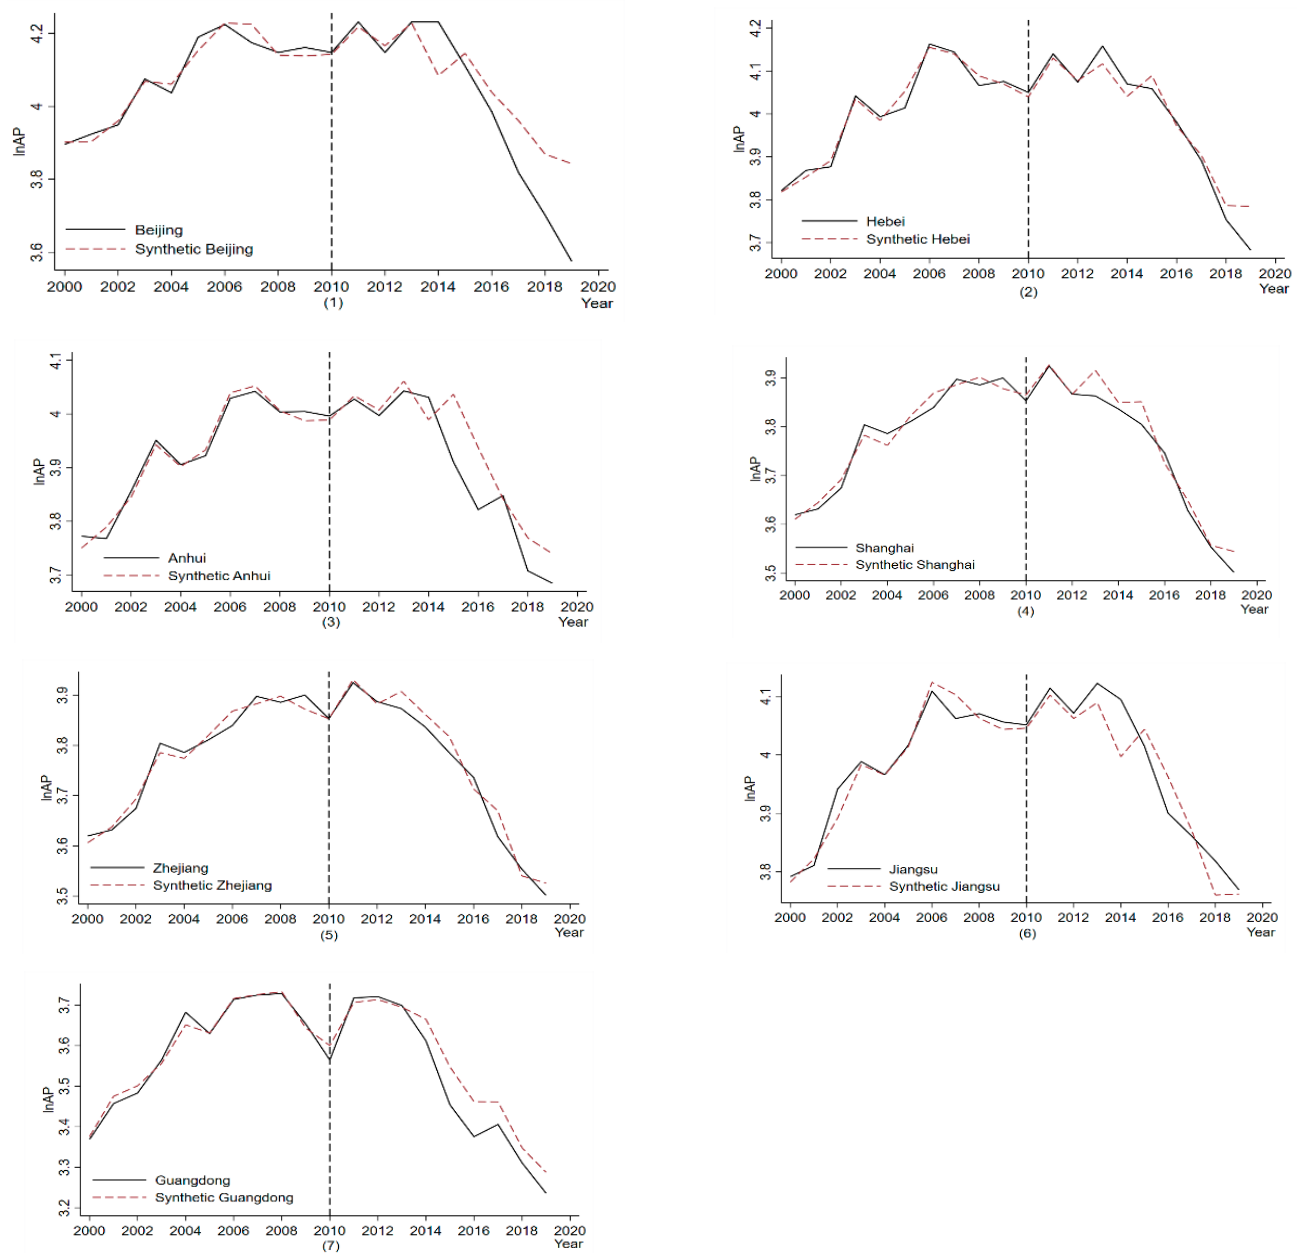 lnAP
4.2
4
3.8
3.6
Beijing
Synthetic Beijing
2000 2002 2004 2006 2008 2010 2012 2014 2016 2018 2020
(1)
Year
lnAP
4.2
4.1
4
3.9
3.8
3.7
Hebei
Synthetic Hebei
2000 2002 2004 2006 2008 2010 2012 2014 2016 2018 2020
(2)
Year
lnAP
4.1
4
3.9
3.8
3.7
Anhui
Synthetic Anhui
2000 2002 2004 2006 2008 2010 2012 2014 2016 2018 2020
(3)
Year
lnAP
3.9
3.8
3.7
3.6
3.5
Shanghai
Synthetic Shanghai
2000 2002 2004 2006 2008 2010 2012 2014 2016 2018 2020
(4)
Year
lnAP
3.9
3.8
3.7
3.6
3.5
Zhejiang
Synthetic Zhejiang
2000 2002 2004 2006 2008 2010 2012 2014 2016 2018 2020
(5)
Year
lnAP
4.1
4
3.9
3.8
Jiangsu
Synthetic Jiangsu
2000 2002 2004 2006 2008 2010 2012 2014 2016 2018 2020
(6)
Year
lnAP
3.7
3.6
3.5
3.4
3.3
3.2
Guangdong
Synthetic Guangdong
2000 2002 2004 2006 2008 2010 2012 2014 2016 2018 2020
(7)
Year